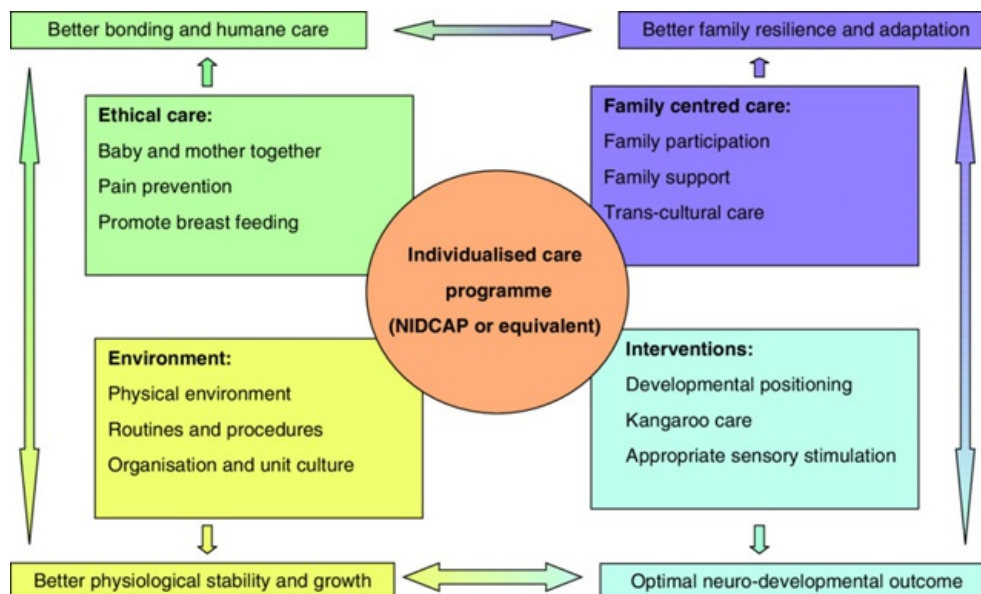 Better bonding and humane care
Better family resilience and adaptation
Ethical care:
Baby and mother together
Pain prevention
Promote breast feeding
Family centred care:
Family participation
Family support
Trans-cultural care
Individualised care
programme
(NIDCAP or equivalent)
Environment:
Physical environment
Routines and procedures
Organisation and unit culture
Interventions:
Developmental positioning
Kangaroo care
Appropriate sensory stimulation
Better physiological stability and growth
Optimal neuro-developmental outcome